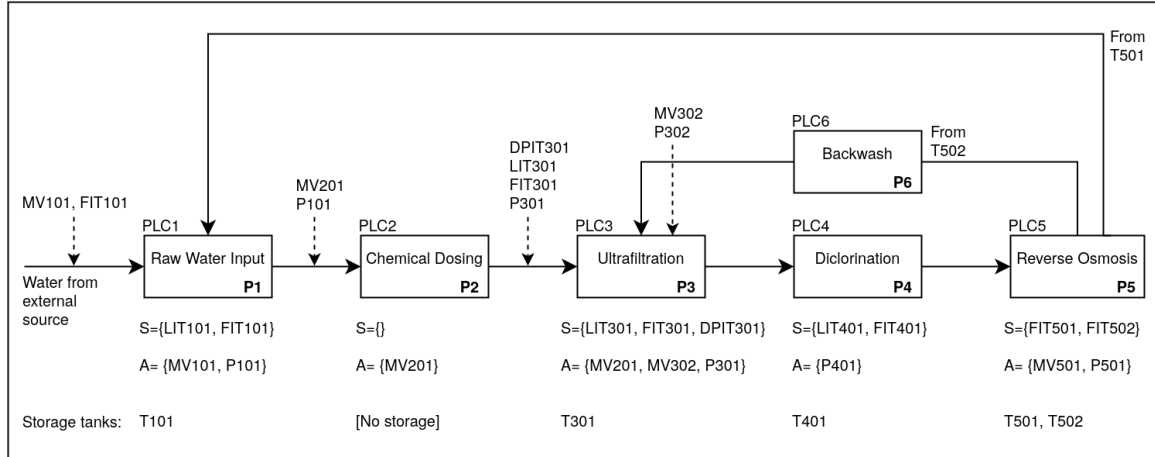 From
T501
MV302
P302
PLC6
Backwash
P6
From
T502
DPIT301
LIT301
FIT301
P301
MV201
P101
MV101, FIT101
PLC1
Raw Water Input
P1
PLC2
Chemical Dosing
P2
PLC3
Ultrafiltration
P3
PLC4
Diclorination
P4
PLC5
Reverse Osmosis
P5
Water from
external
source
S={LIT101, FIT101}
S={}
S={LIT301, FIT301, DPIT301}
S={LIT401, FIT401}
S={FIT501, FIT502}
A= {MV101, P101}
A= {MV201}
A= {MV201, MV302, P301}
A= {P401}
A= {MV501, P501}
Storage tanks:
T101
[No storage]
T301
T401
T501, T502